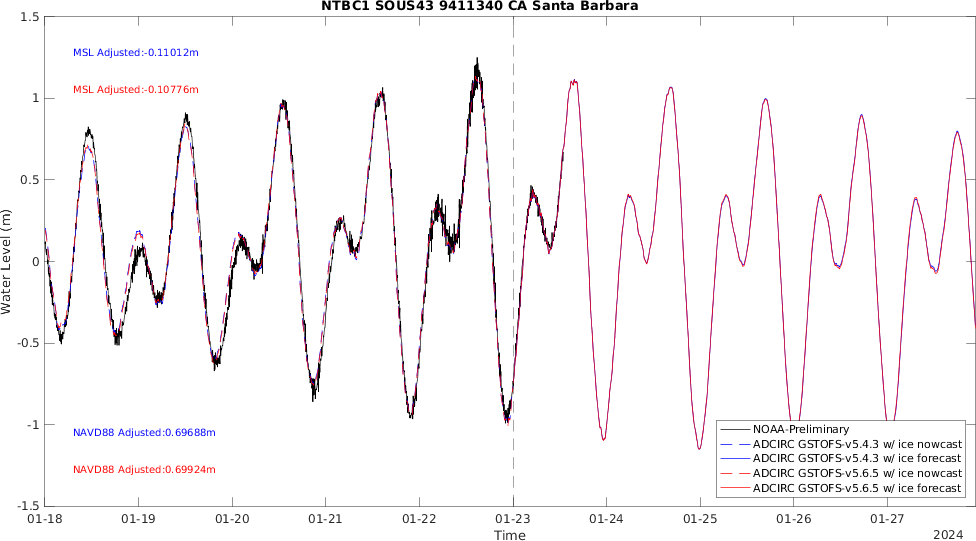 NTBC1 SOUS43 9411340 CA Santa Barbara
1.5
MSL Adjusted:-0.11012m
MSL Adjusted:-0.10776m
1
0.5
Water Level (m)
0
-0.5
-1
NAVD88 Adjusted:0.69688m
NAVD88 Adjusted:0.69924m
NOAA-Preliminary
ADCIRC GSTOFS-v5.4.3 w/ ice nowcast
ADCIRC GSTOFS-v5.4.3 w/ ice forecast
ADCIRC GSTOFS-v5.6.5 w/ ice nowcast
ADCIRC GSTOFS-v5.6.5 w/ ice forecast
-1.5
01-18 01-19 01-20 01-21 01-22 01-23 01-24 01-25 01-26 01-27
Time
2024